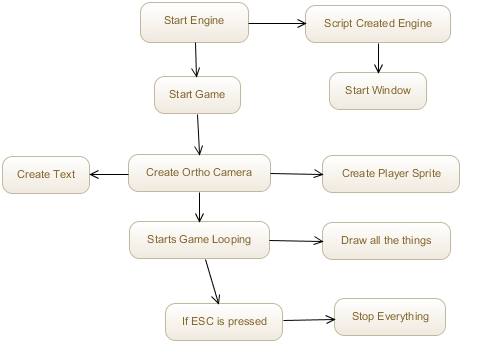 Start Engine
Script Created Engine
Start Game
Start Window
Create Text
Create Ortho Camera
Create Player Sprite
Starts Game Looping
Draw all the things
If ESC is pressed
Stop Everything